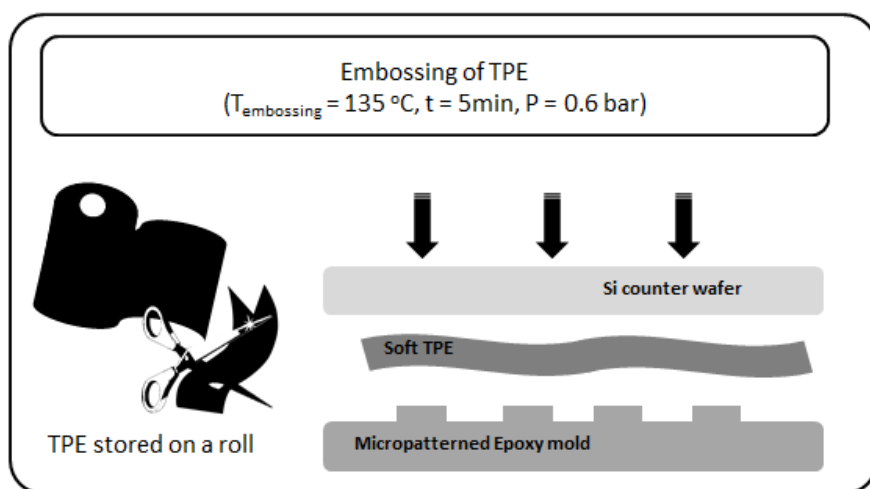 Embossing of TPE
(Tembossing = 135 °C, t = 5min, P = 0.6 bar)
Si counter wafer
Soft TPE
TPE stored on a roll
Micropatterned Epoxy mold